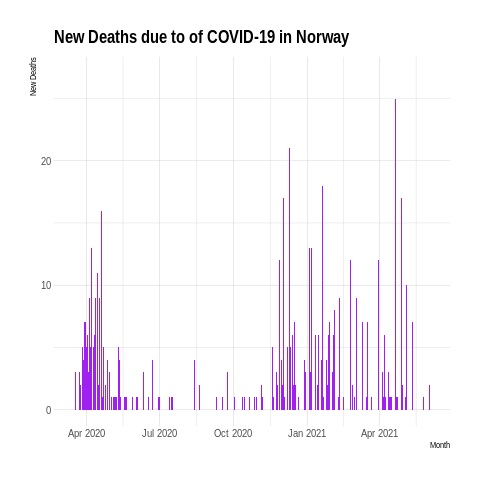 New Deaths due to of COVID-19 in Norway
New Deaths
20
10
0
Apr 2020 Jul 2020 Oct 2020 Jan 2021 Apr 2021
Month